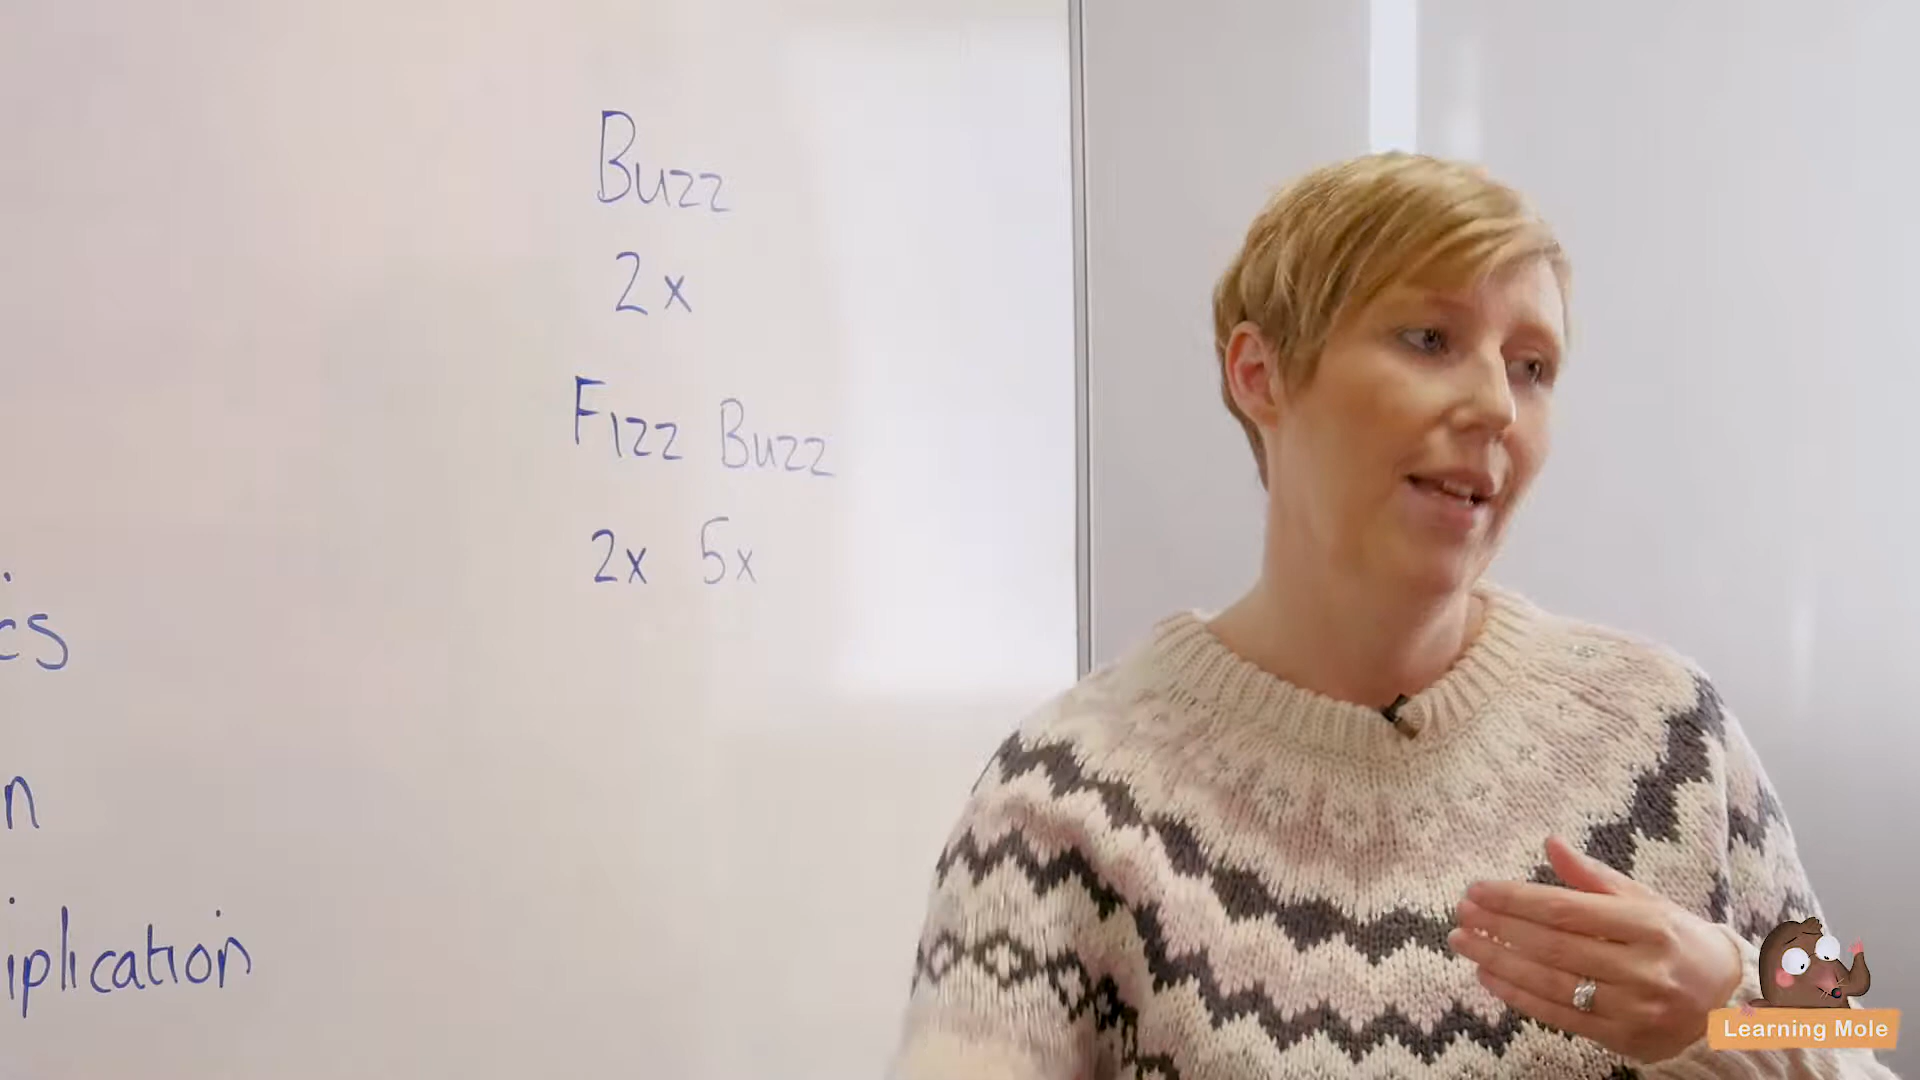 Buzz
2x
Fizz Buzz
2x 5x
cs
n
iplication
Learning Mole